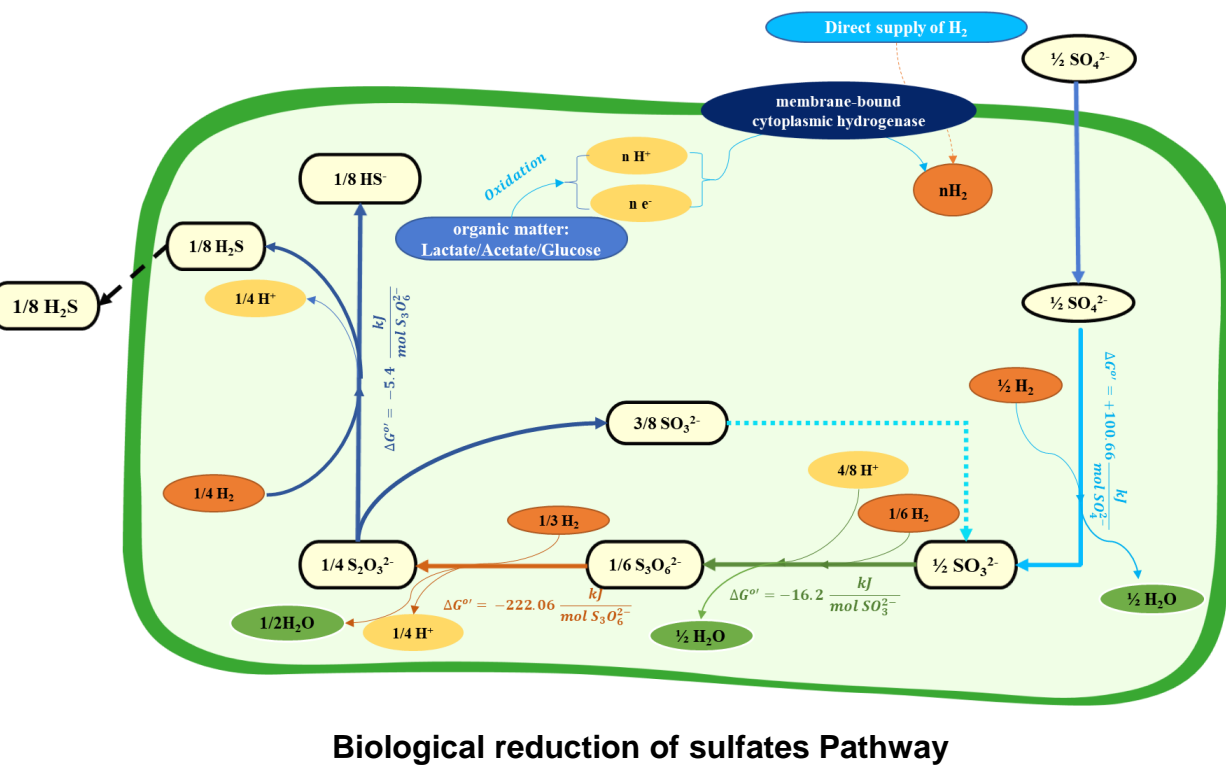 Direct supply of H₂
½ SO₄²⁻
membrane-bound
cytoplasmic hydrogenase
Oxidation
n H⁺
n e⁻
nH₂
organic matter:
Lactate/Acetate/Glucose
1/8 HS⁻
1/8 H₂S
1/4 H⁺
1/8 H₂S
½ SO₄²⁻
ΔG°′ = −5.4 kJ / mol S₃O₆²⁻
½ H₂
ΔG°′ = +100.66 kJ / mol SO₄²⁻
3/8 SO₃²⁻
4/8 H⁺
1/4 H₂
1/3 H₂
1/6 H₂
1/4 S₂O₃²⁻
1/6 S₃O₆²⁻
½ SO₃²⁻
ΔG°′ = −222.06 kJ / mol S₃O₆²⁻
ΔG°′ = −16.2 kJ / mol SO₃²⁻
½ H₂O
1/2H₂O
1/4 H⁺
½ H₂O
Biological reduction of sulfates Pathway